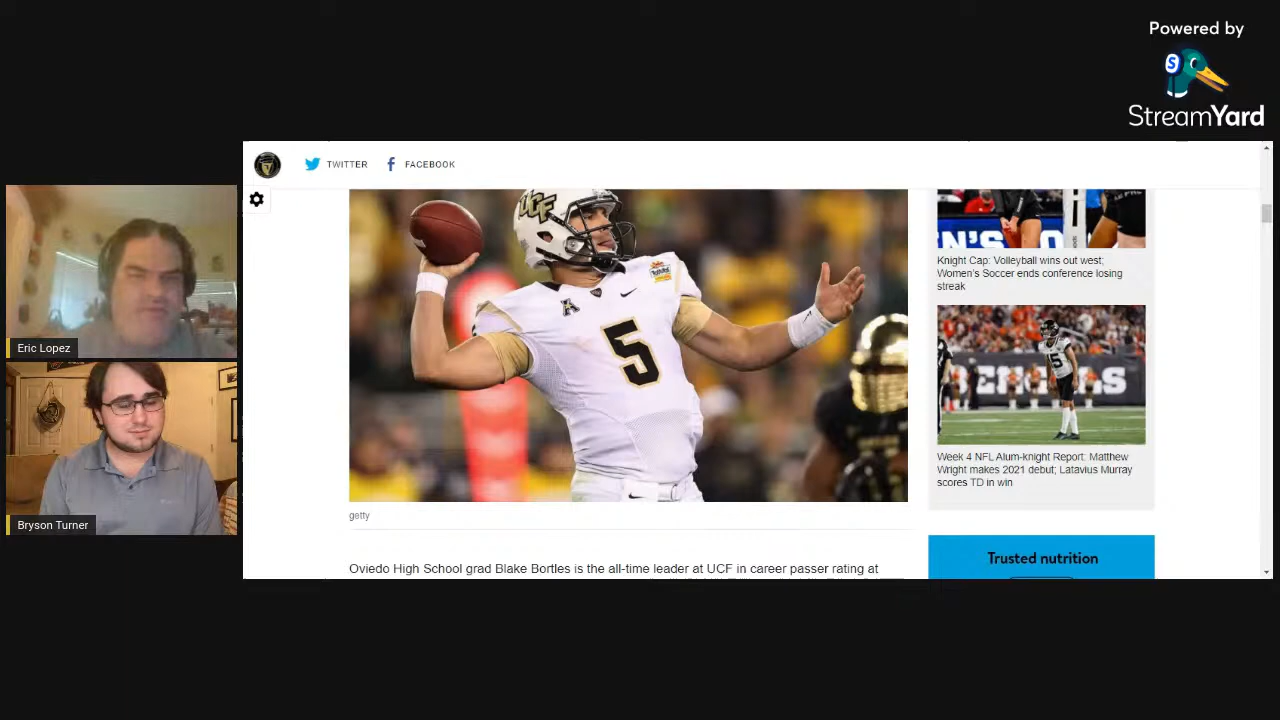 Powered by
S
StreamYard
TWITTER
FACEBOOK
UCF
5
EN'S
Knight Cap: Volleyball wins out west;
Women's Soccer ends conference losing
streak
15
BENGALS
Week 4 NFL Alum-knight Report: Matthew
Wright makes 2021 debut; Latavius Murray
scores TD in win
getty
Trusted nutrition
Oviedo High School grad Blake Bortles is the all-time leader at UCF in career passer rating at
Eric Lopez
Bryson Turner